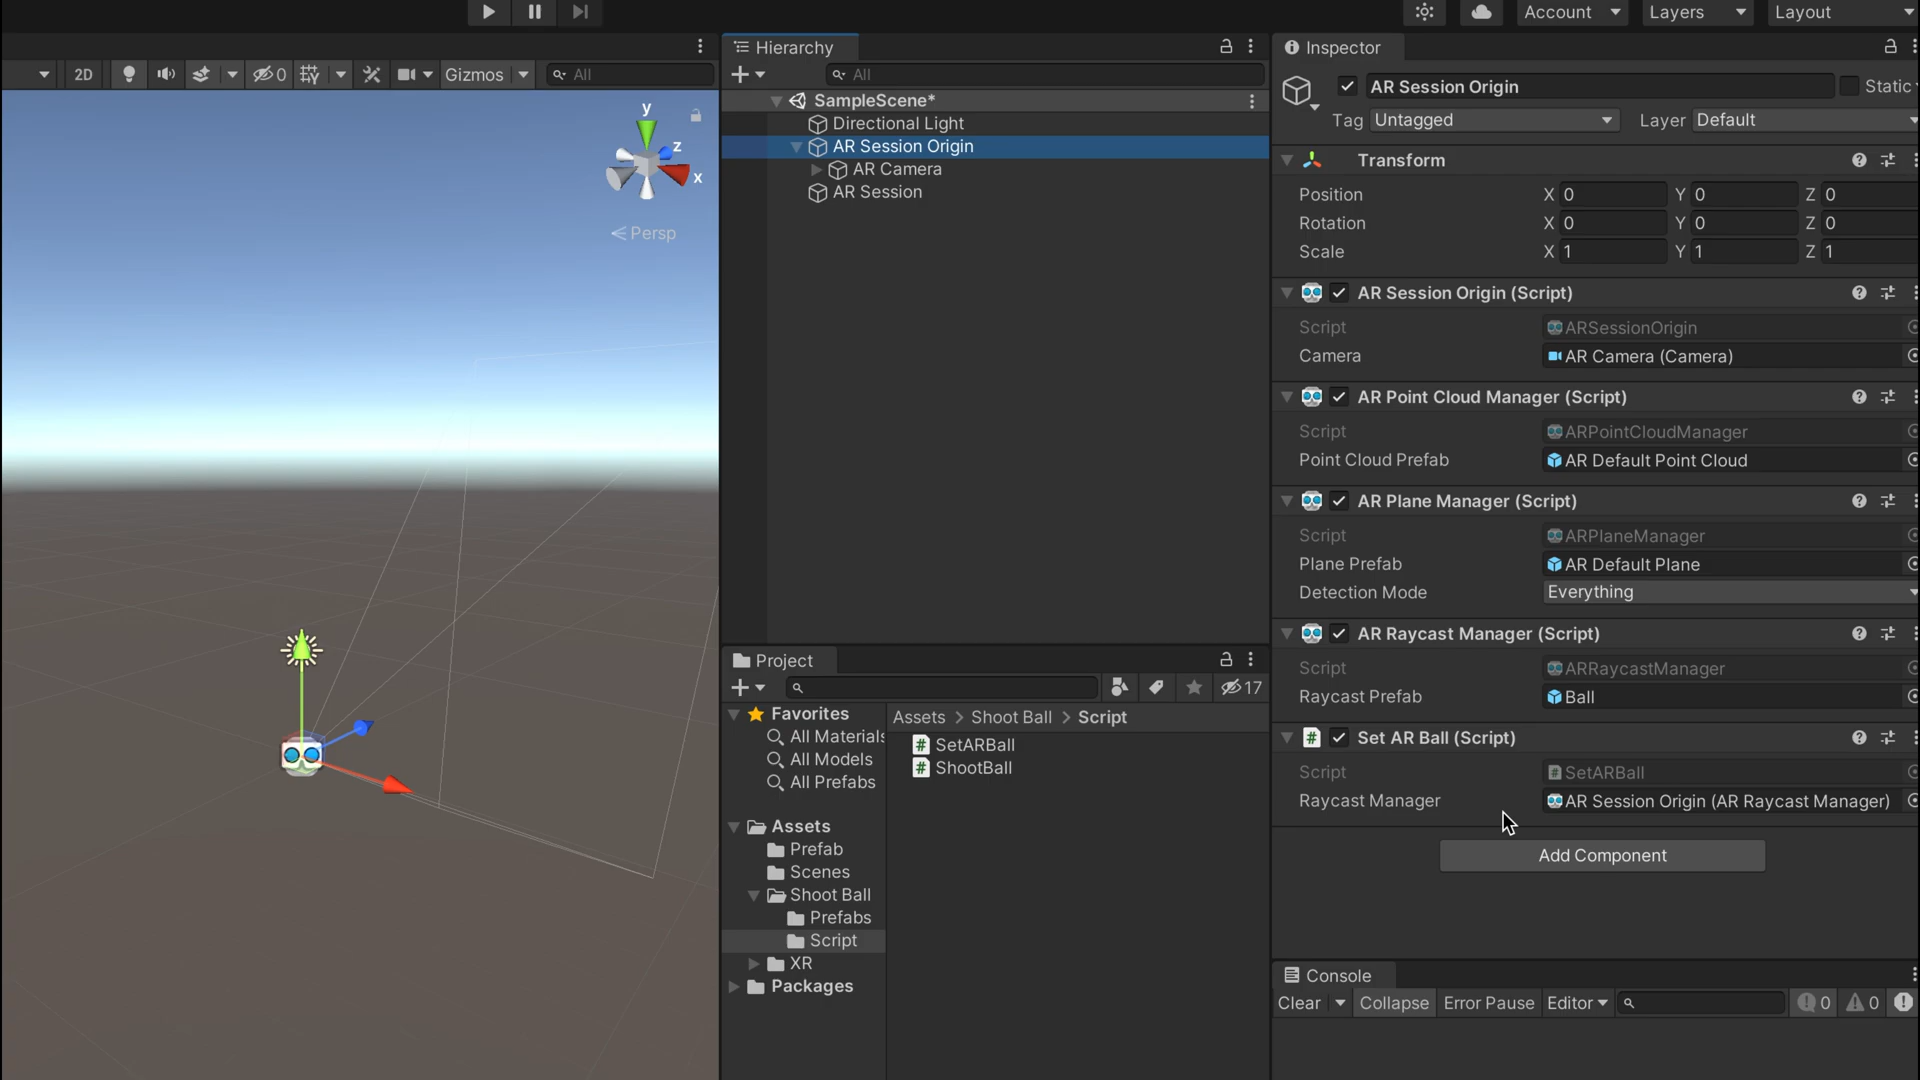 Account
Layers
Layout
2D
0
Gizmos
All
y
z
x
Persp
Hierarchy
All
SampleScene*
Directional Light
AR Session Origin
AR Camera
AR Session
Project
17
Favorites
All Materials
All Models
All Prefabs
Assets
Prefab
Scenes
Shoot Ball
Prefabs
Script
XR
Packages
Assets > Shoot Ball > Script
SetARBall
ShootBall
Inspector
AR Session Origin
Static
Tag Untagged
Layer Default
Transform
Position X 0 Y 0 Z 0
Rotation X 0 Y 0 Z 0
Scale X 1 Y 1 Z 1
AR Session Origin (Script)
Script ARSessionOrigin
Camera AR Camera (Camera)
AR Point Cloud Manager (Script)
Script ARPointCloudManager
Point Cloud Prefab AR Default Point Cloud
AR Plane Manager (Script)
Script ARPlaneManager
Plane Prefab AR Default Plane
Detection Mode Everything
AR Raycast Manager (Script)
Script ARRaycastManager
Raycast Prefab Ball
Set AR Ball (Script)
Script SetARBall
Raycast Manager AR Session Origin (AR Raycast Manager)
Add Component
Console
Clear Collapse Error Pause Editor 0 0